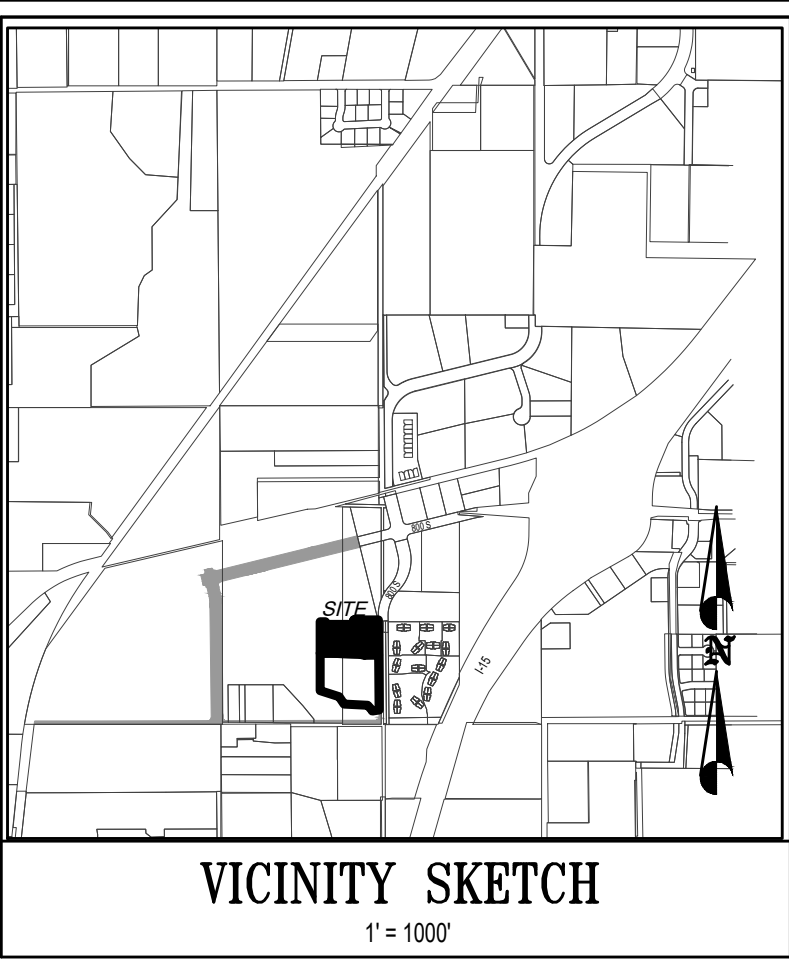 800 S
800 S
SITE
I-15
N
VICINITY SKETCH
1' = 1000'